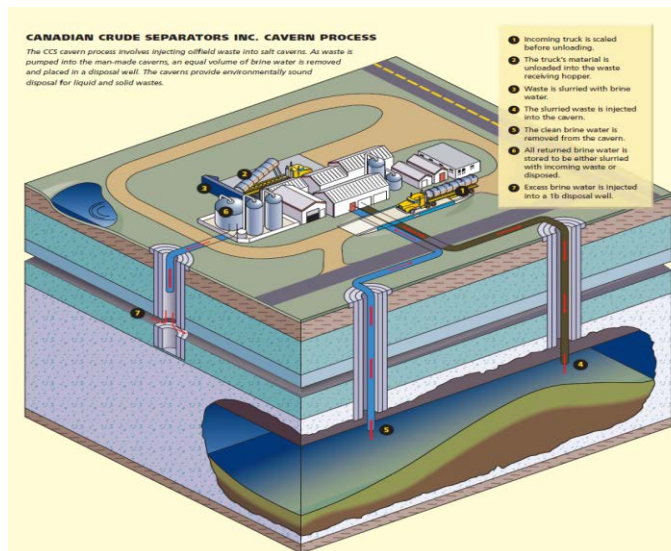 CANADIAN CRUDE SEPARATORS INC. CAVERN PROCESS
The CCS cavern process involves injecting oilfield waste into salt caverns. As waste is
pumped into the man-made caverns, an equal volume of brine water is removed
and placed in a disposal well. The caverns provide environmentally sound
disposal for liquid and solid wastes.
1 Incoming truck is scaled
before unloading.
2 The truck's material is
unloaded into the waste
receiving hopper.
3 Waste is slurried with brine
water.
4 The slurried waste is injected
into the cavern.
5 The clean brine water is
removed from the cavern.
6 All returned brine water is
stored to be either slurried
with incoming waste or
disposed.
7 Excess brine water is injected
into a 1b disposal well.
2
3
1
6
7
4
5